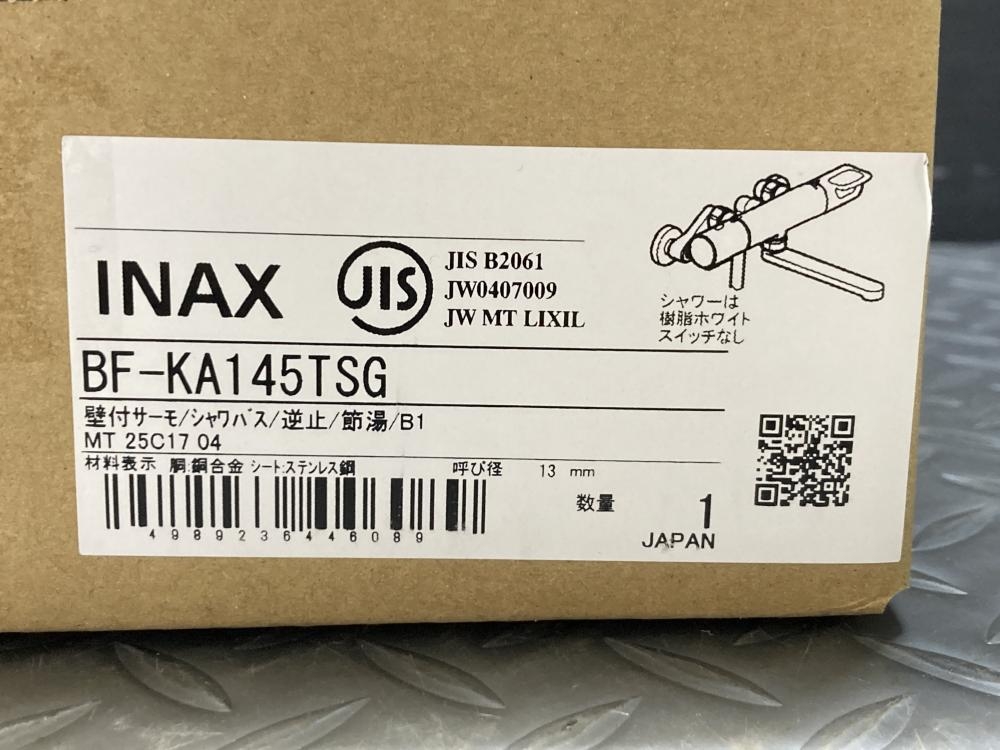 INAX
JIS
JIS B2061
JW0407009
JW MT LIXIL
シャワーは
樹脂ホワイト
スイッチなし
BF-KA145TSG
壁付サーモ/シャワバス/逆止/節湯/B1
MT 25C17 04
材料表示 胴:銅合金 シート:ステンレス鋼 呼び径 13 mm
数量 1
4989236446089
JAPAN